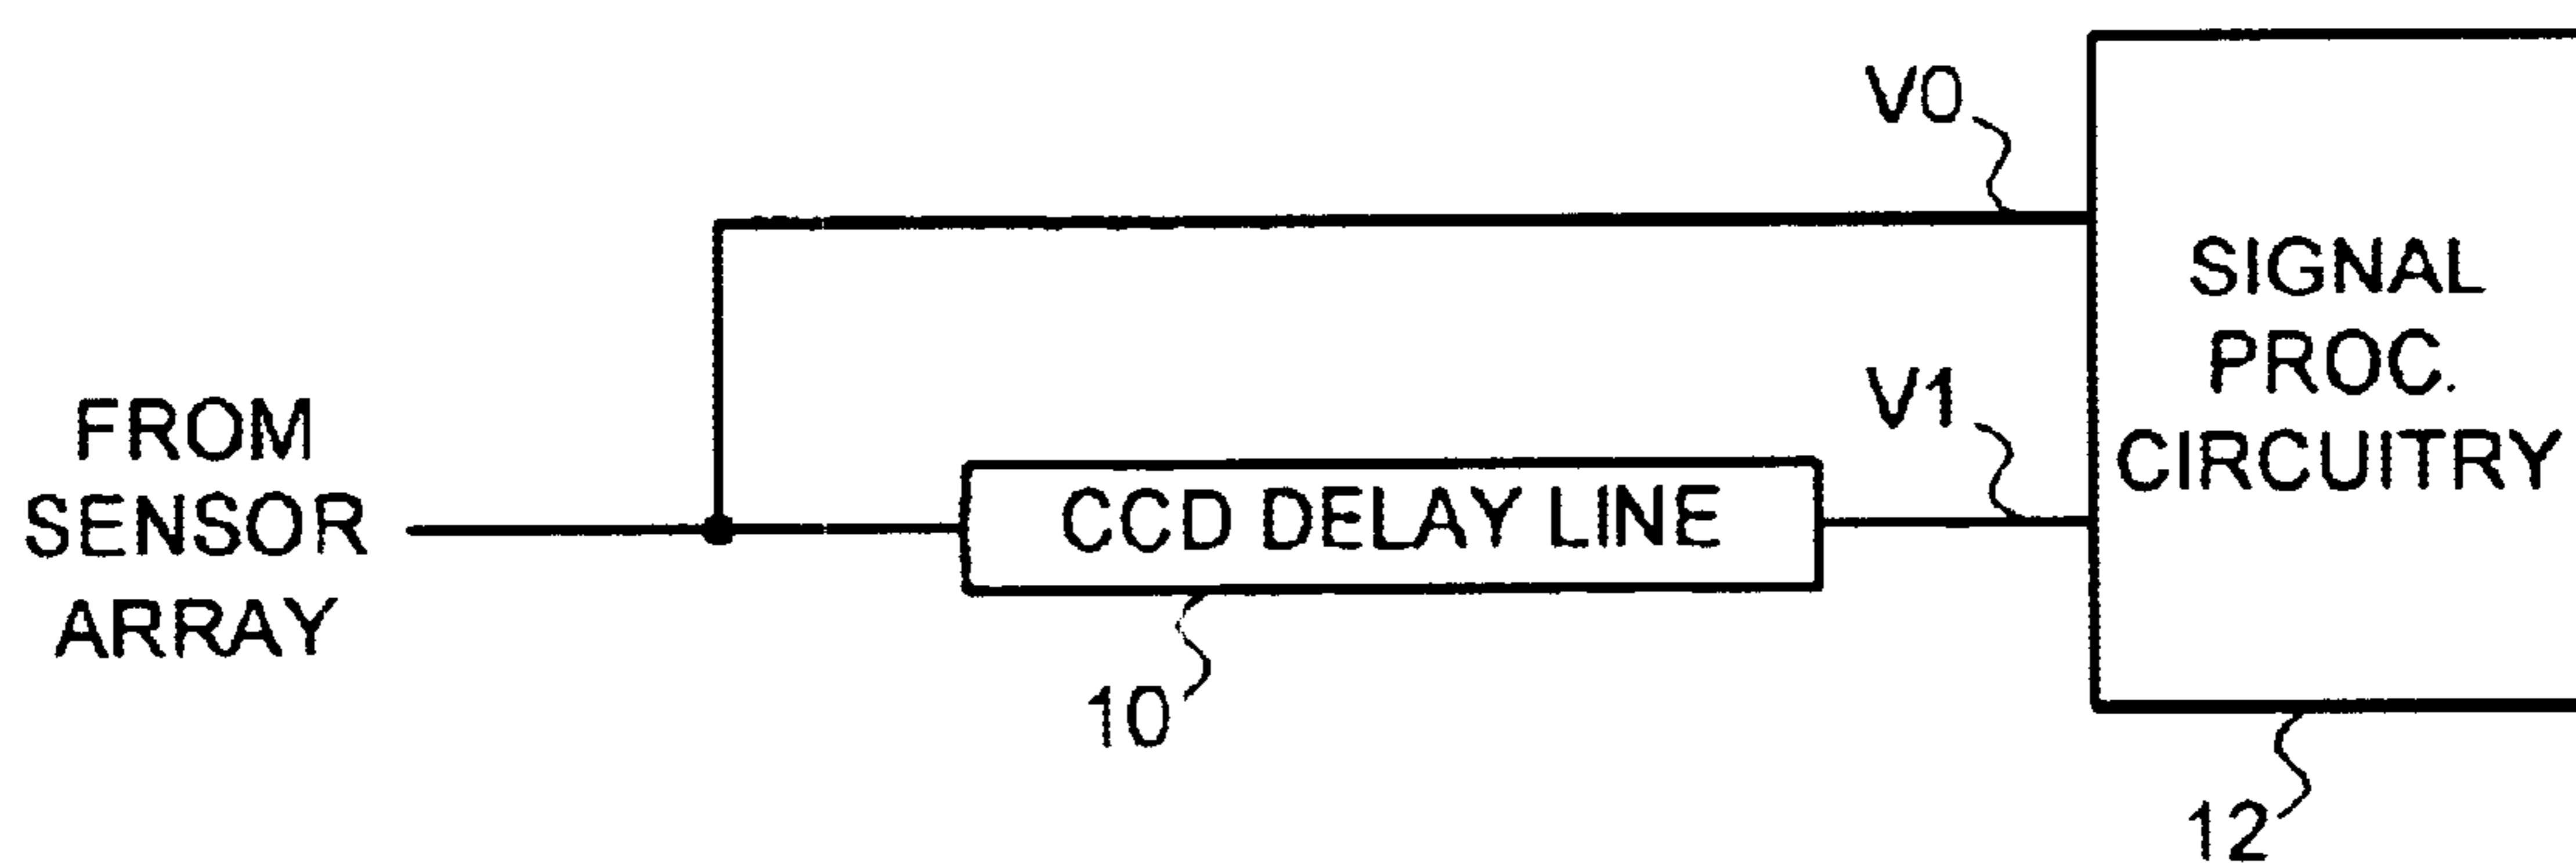 V0
SIGNAL
PROC.
CIRCUITRY
V1
FROM
SENSOR
ARRAY
CCD DELAY LINE
10
12